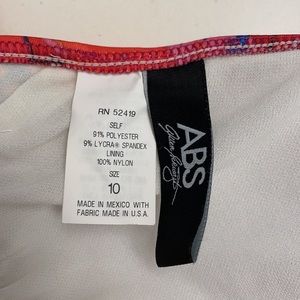 RN 52419
SELF
91% POLYESTER
9% LYCRA® SPANDEX
LINING
100% NYLON
SIZE
10
MADE IN MEXICO WITH
FABRIC MADE IN U.S.A.
ABS